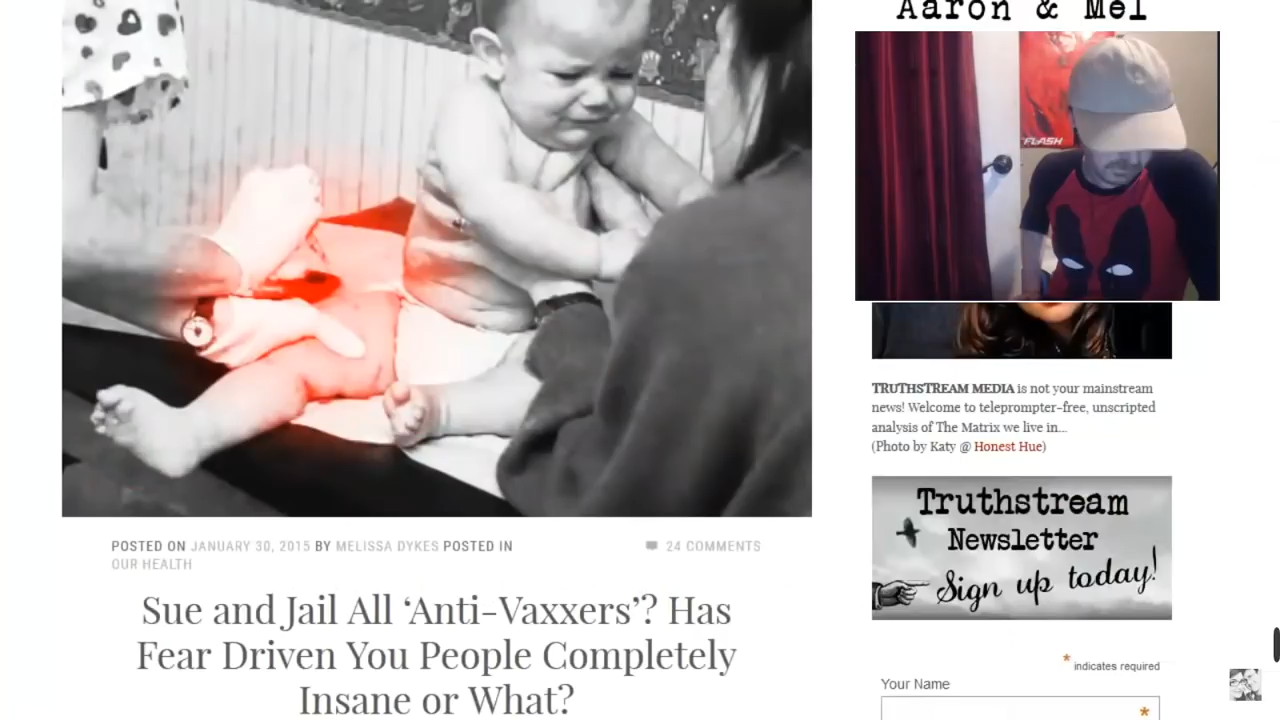 Aaron & Mel
FLASH
TRUTHSTREAM MEDIA is not your mainstream
news! Welcome to teleprompter-free, unscripted
analysis of The Matrix we live in...
(Photo by Katy @ Honest Hue)
Truthstream
Newsletter
Sign up today!
POSTED ON JANUARY 30, 2015 BY MELISSA DYKES POSTED IN
OUR HEALTH
24 COMMENTS
Sue and Jail All ‘Anti-Vaxxers’? Has
Fear Driven You People Completely
Insane or What?
* indicates required
Your Name
*